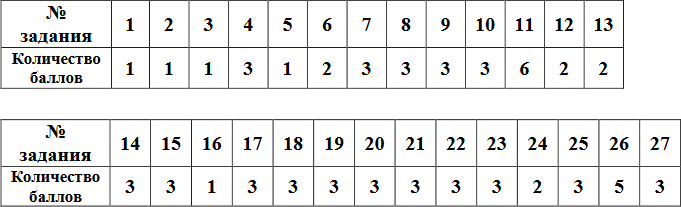 № задания 1 2 3 4 5 6 7 8 9 10 11 12 13
Количество баллов 1 1 1 3 1 2 3 3 3 3 6 2 2
№ задания 14 15 16 17 18 19 20 21 22 23 24 25 26 27
Количество баллов 3 3 1 3 3 3 3 3 3 3 2 3 5 3